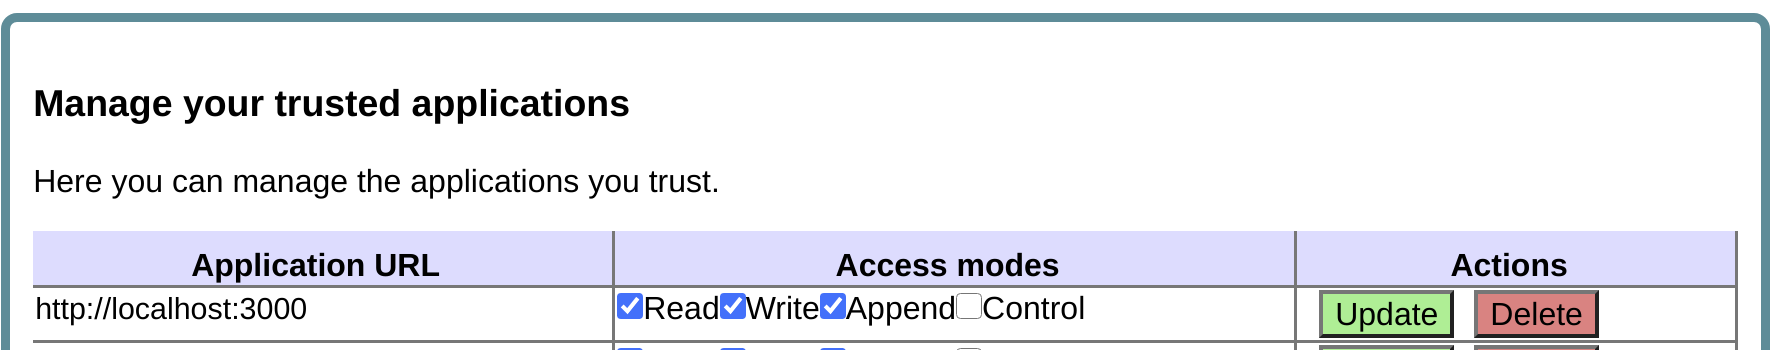 Manage your trusted applications
Here you can manage the applications you trust.
Application URL Access modes Actions
http://localhost:3000 Read Write Append Control Update Delete